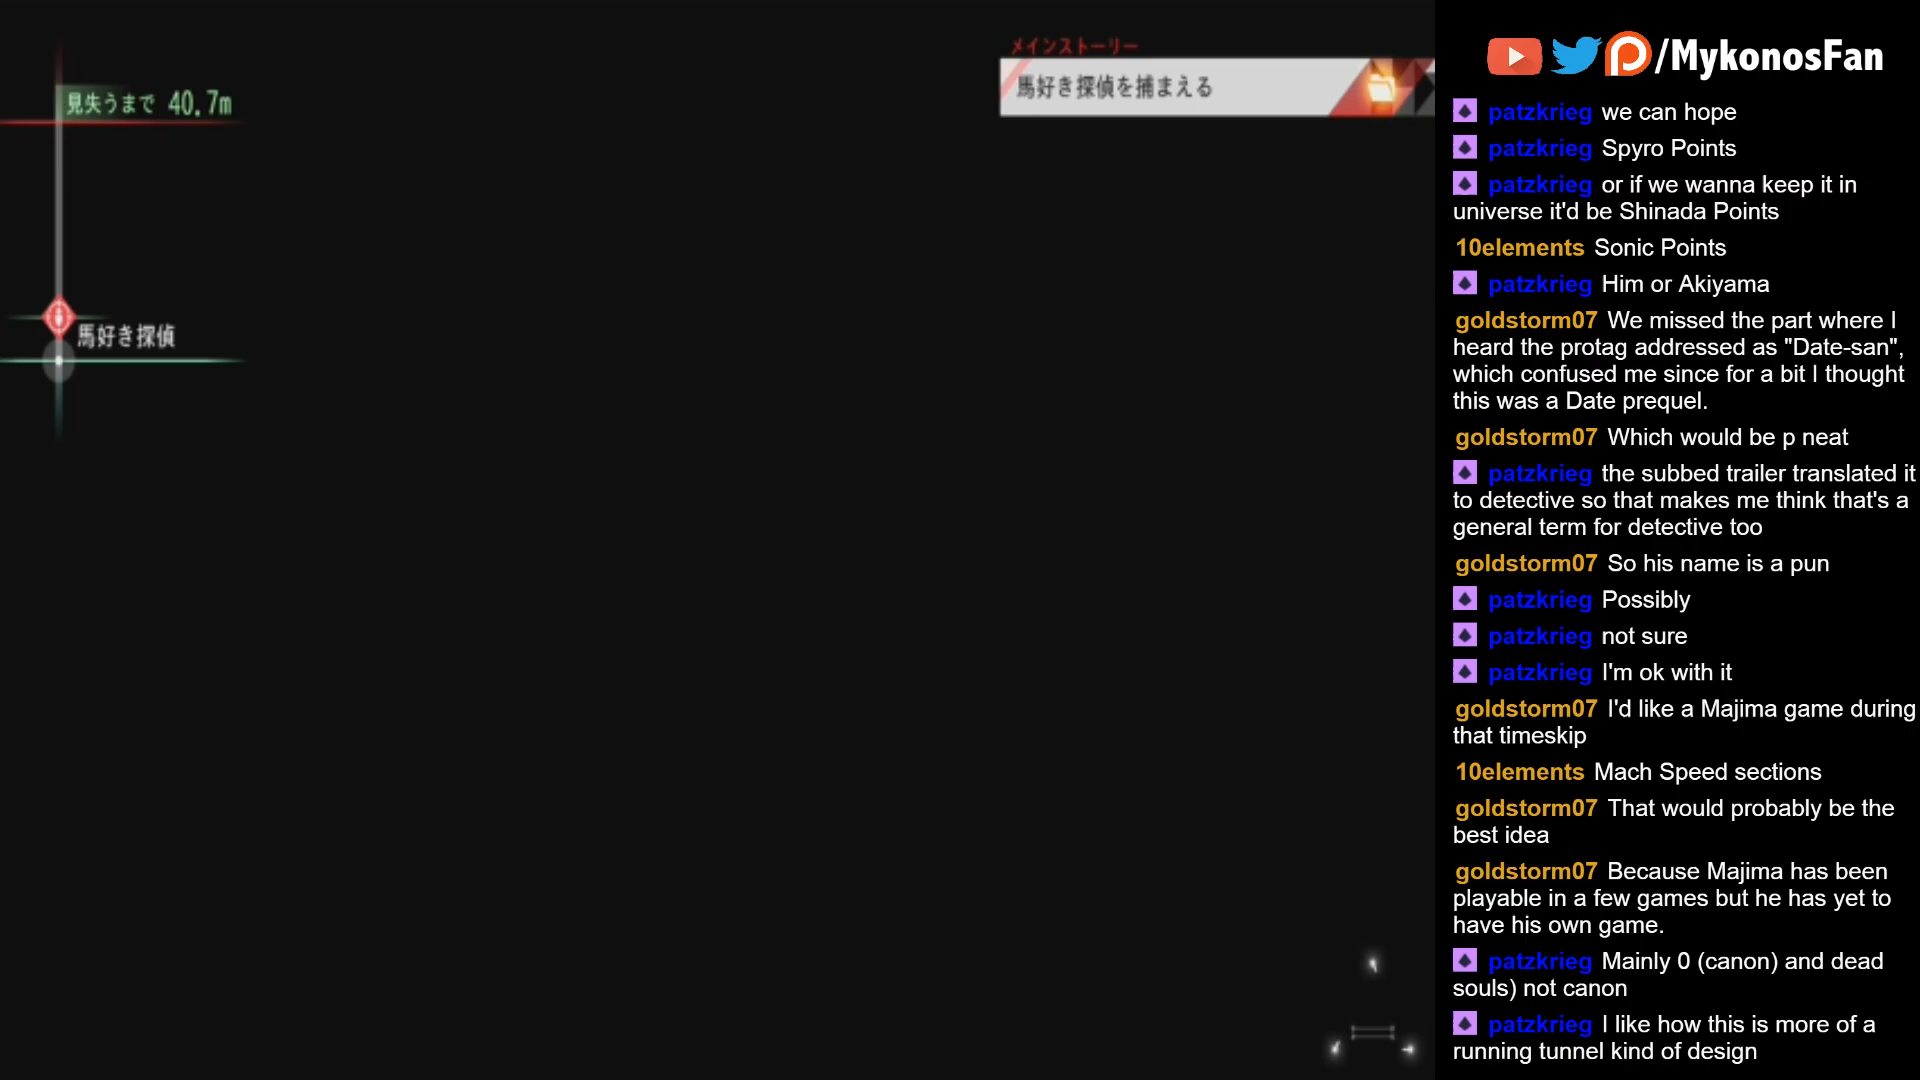 見失うまで 40.7m
馬好き探偵
メインストーリー
馬好き探偵を捕まえる
/MykonosFan
patzkrieg we can hope
patzkrieg Spyro Points
patzkrieg or if we wanna keep it in
universe it'd be Shinada Points
10elements Sonic Points
patzkrieg Him or Akiyama
goldstorm07 We missed the part where I
heard the protag addressed as "Date-san",
which confused me since for a bit I thought
this was a Date prequel.
goldstorm07 Which would be p neat
patzkrieg the subbed trailer translated it
to detective so that makes me think that's a
general term for detective too
goldstorm07 So his name is a pun
patzkrieg Possibly
patzkrieg not sure
patzkrieg I'm ok with it
goldstorm07 I'd like a Majima game during
that timeskip
10elements Mach Speed sections
goldstorm07 That would probably be the
best idea
goldstorm07 Because Majima has been
playable in a few games but he has yet to
have his own game.
patzkrieg Mainly 0 (canon) and dead
souls) not canon
patzkrieg I like how this is more of a
running tunnel kind of design